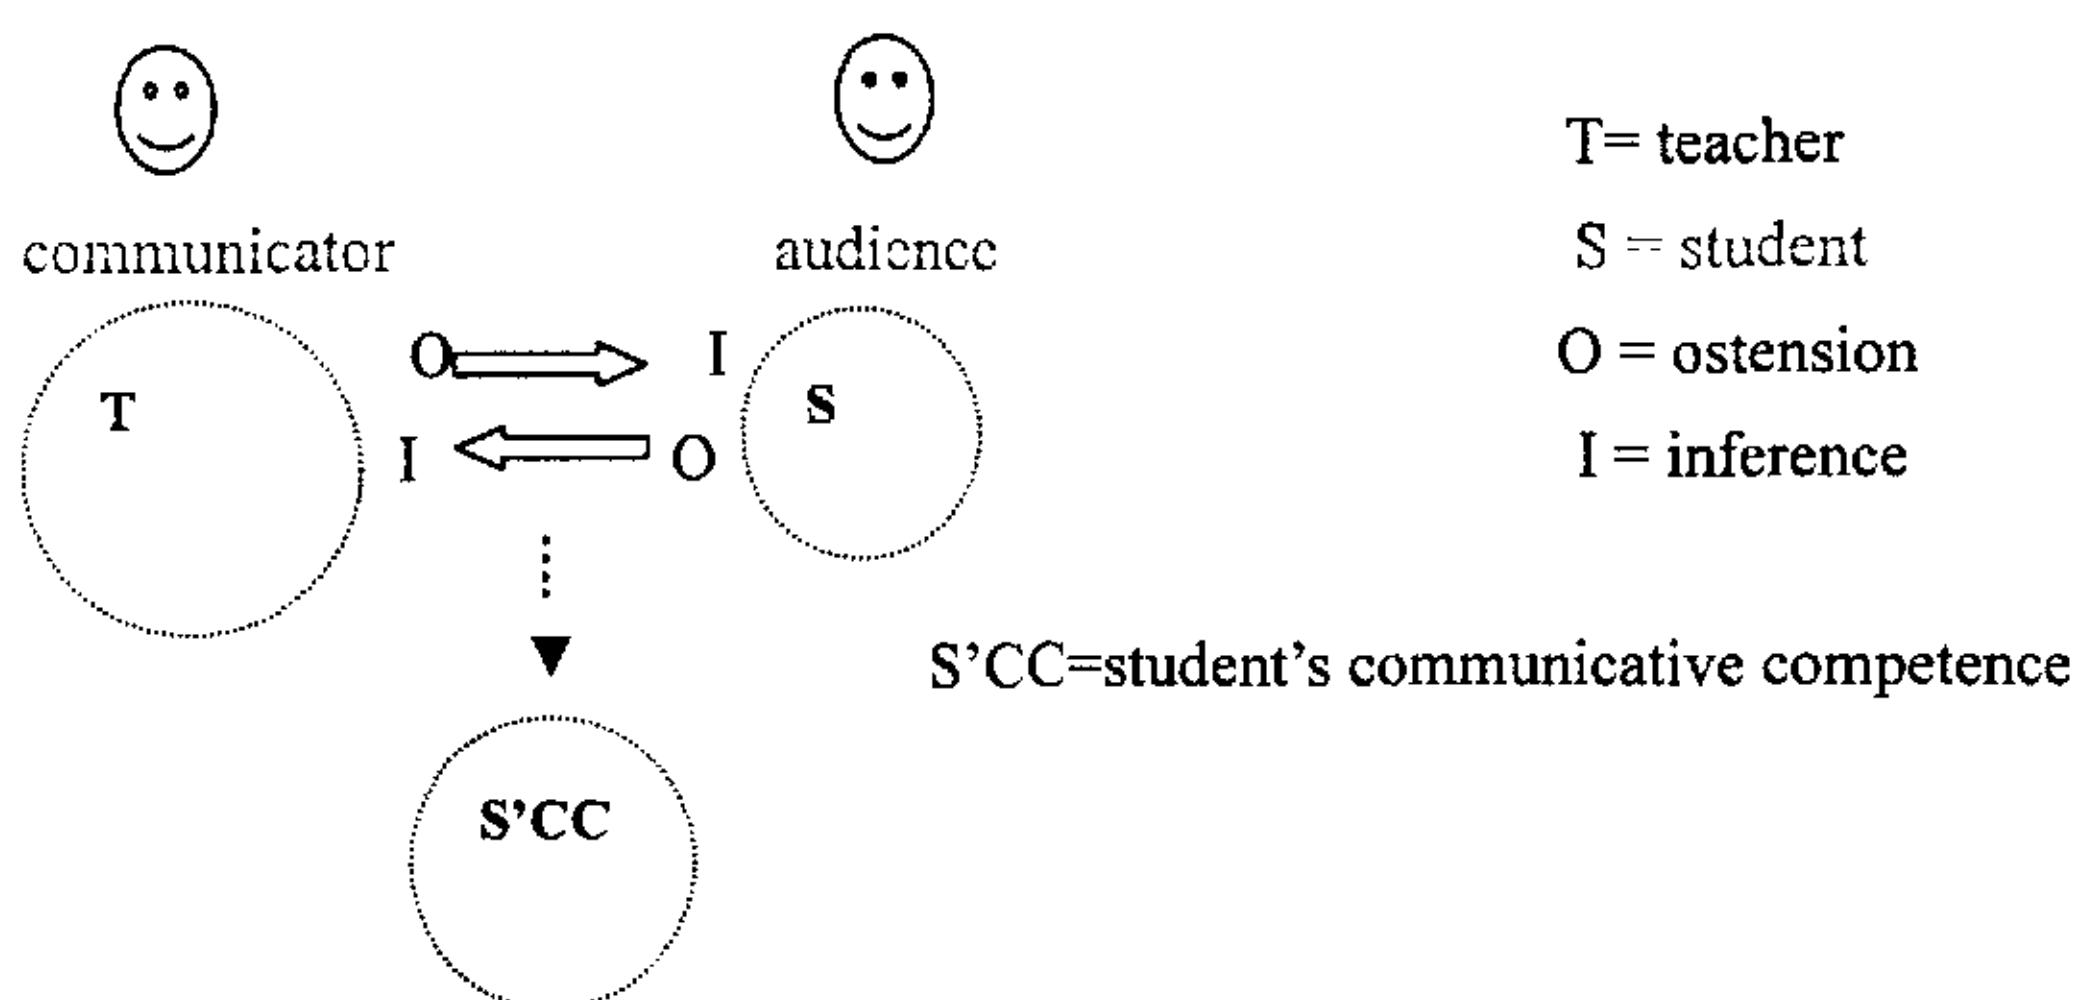 communicator
audience
T
O
I
S
I
O
S'CC
T= teacher
S = student
O = ostension
I = inference
S'CC=student's communicative competence